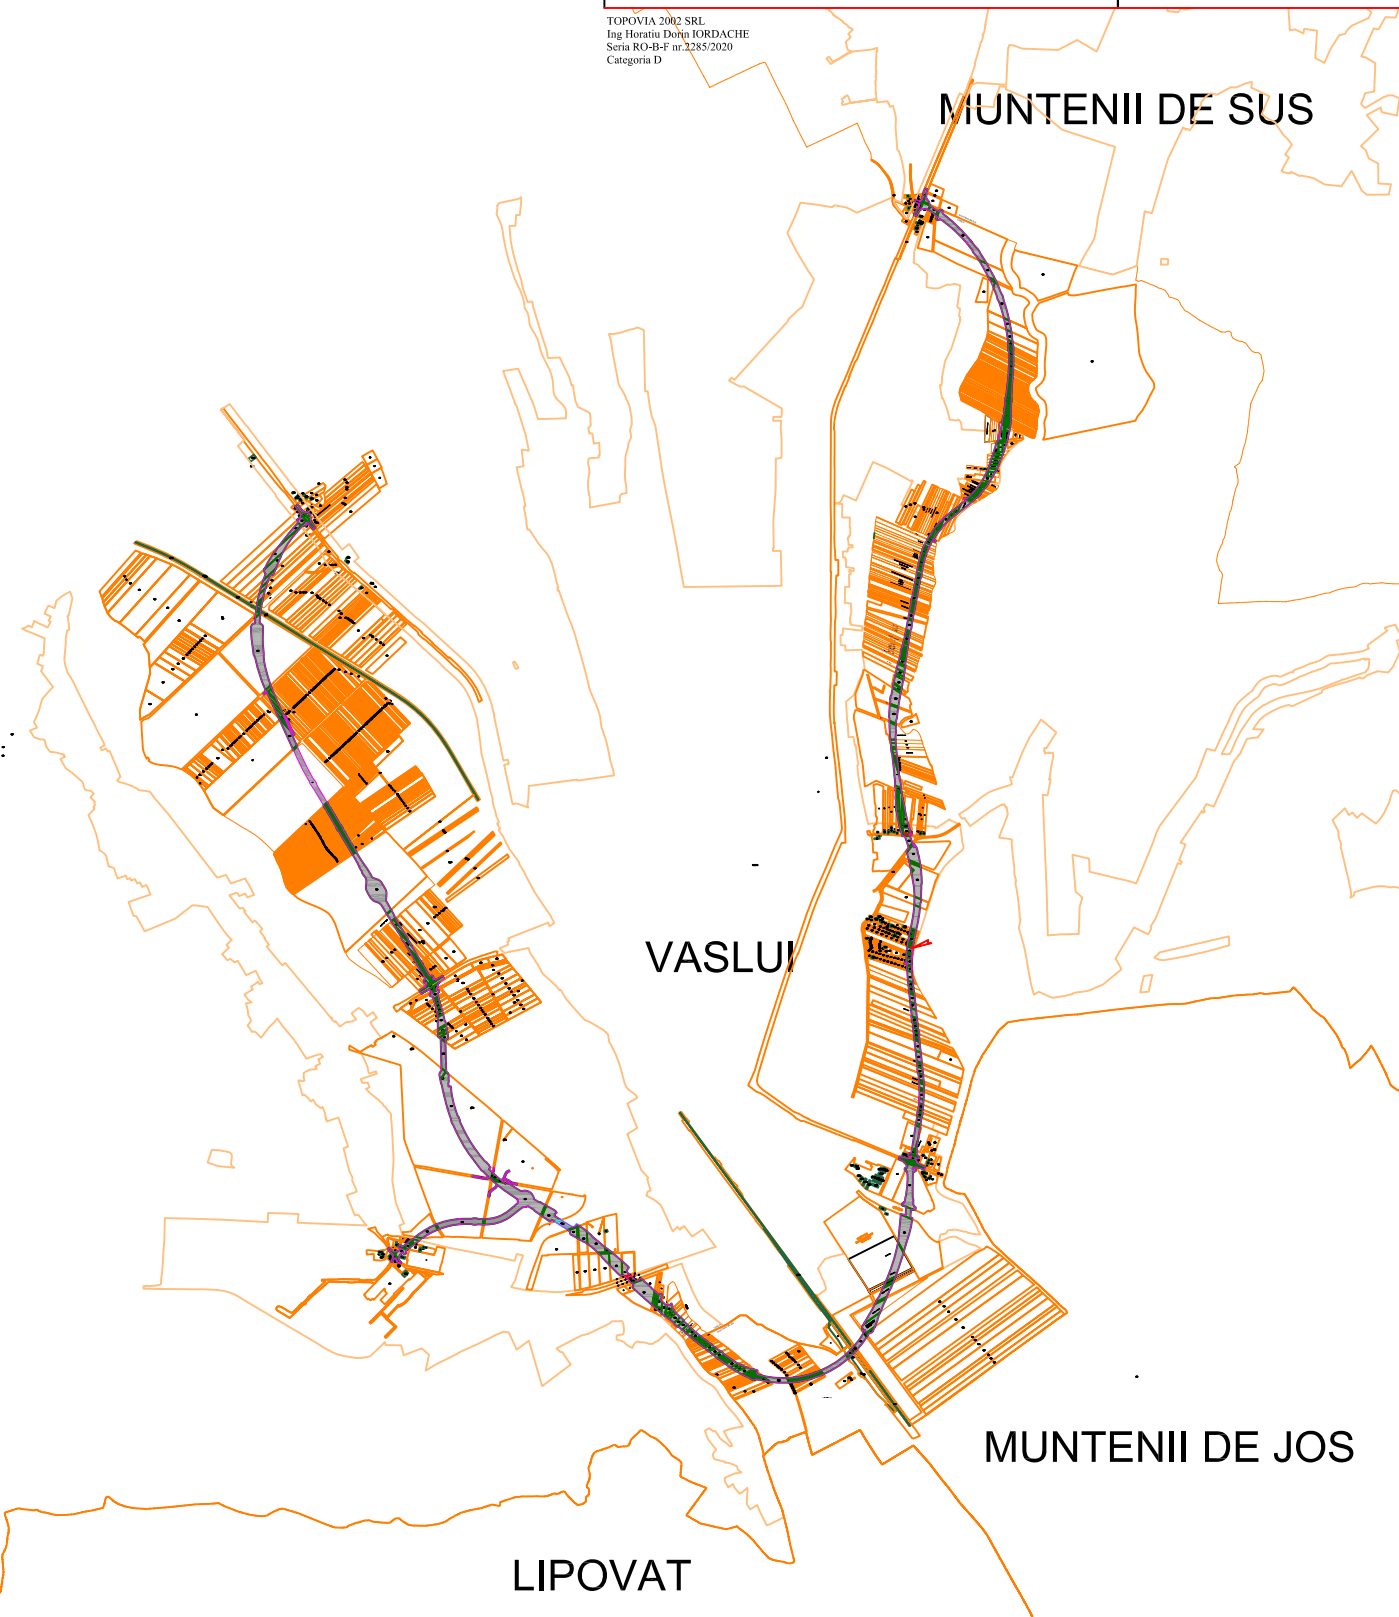 TOPOVIA 2002 SRL
Ing Horatiu Dorin IORDACHE
Seria RO-B-F nr.2285/2020
Categoria D
MUNTENII DE SUS
VASLUI
MUNTENII DE JOS
LIPOVAT